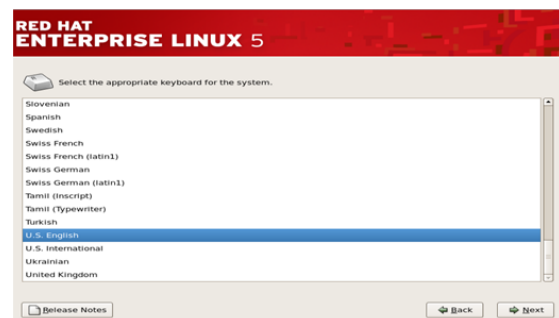 RED HAT
ENTERPRISE LINUX 5
Select the appropriate keyboard for the system.
Slovenian
Spanish
Swedish
Swiss French
Swiss French (latin1)
Swiss German
Swiss German (latin1)
Tamil (Inscript)
Tamil (Typewriter)
Turkish
U.S. English
U.S. International
Ukrainian
United Kingdom
Release Notes
Back
Next